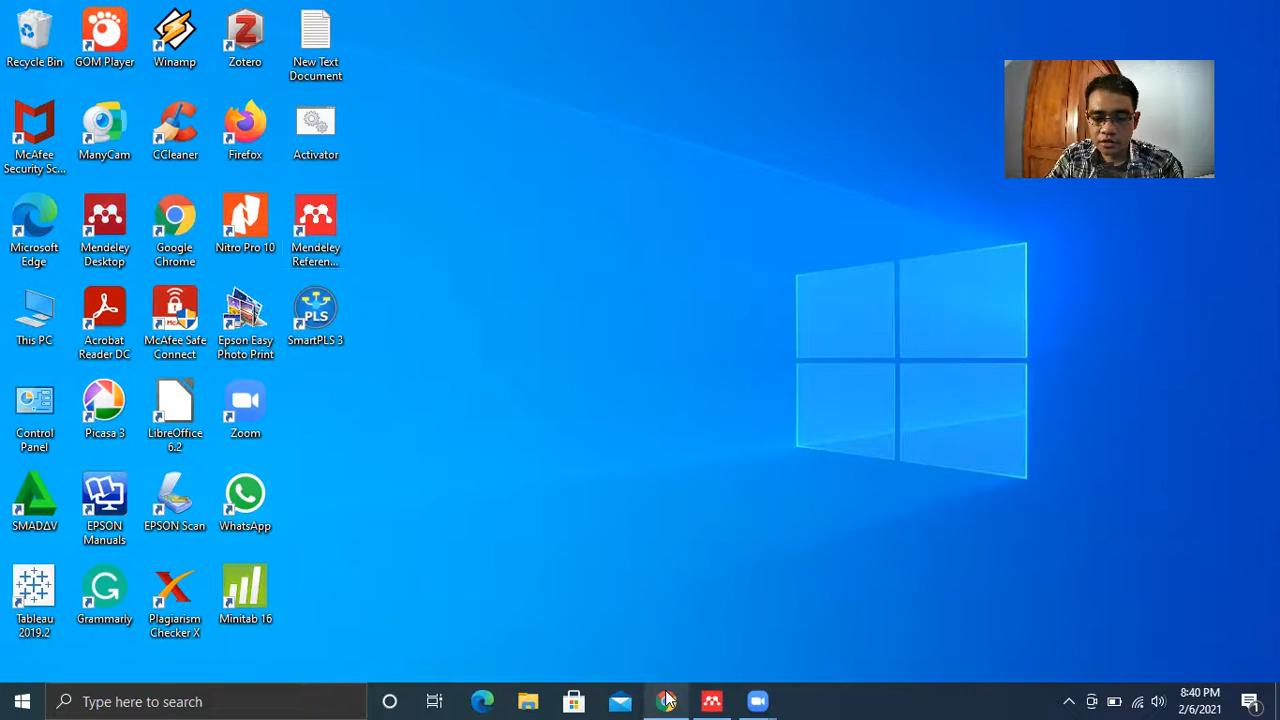 Recycle Bin
GOM Player
Winamp
Zotero
New Text
Document
McAfee
Security Sc...
ManyCam
CCleaner
Firefox
Activator
Microsoft
Edge
Mendeley
Desktop
Google
Chrome
Nitro Pro 10
Mendeley
Referen...
This PC
Acrobat
Reader DC
McAfee Safe
Connect
Epson Easy
Photo Print
PLS
SmartPLS 3
Control
Panel
Picasa 3
LibreOffice
6.2
Zoom
SMADΔV
EPSON
Manuals
EPSON Scan
WhatsApp
Tableau
2019.2
Grammarly
Plagiarism
Checker X
Minitab 16
Type here to search
8:40 PM
2/6/2021
1